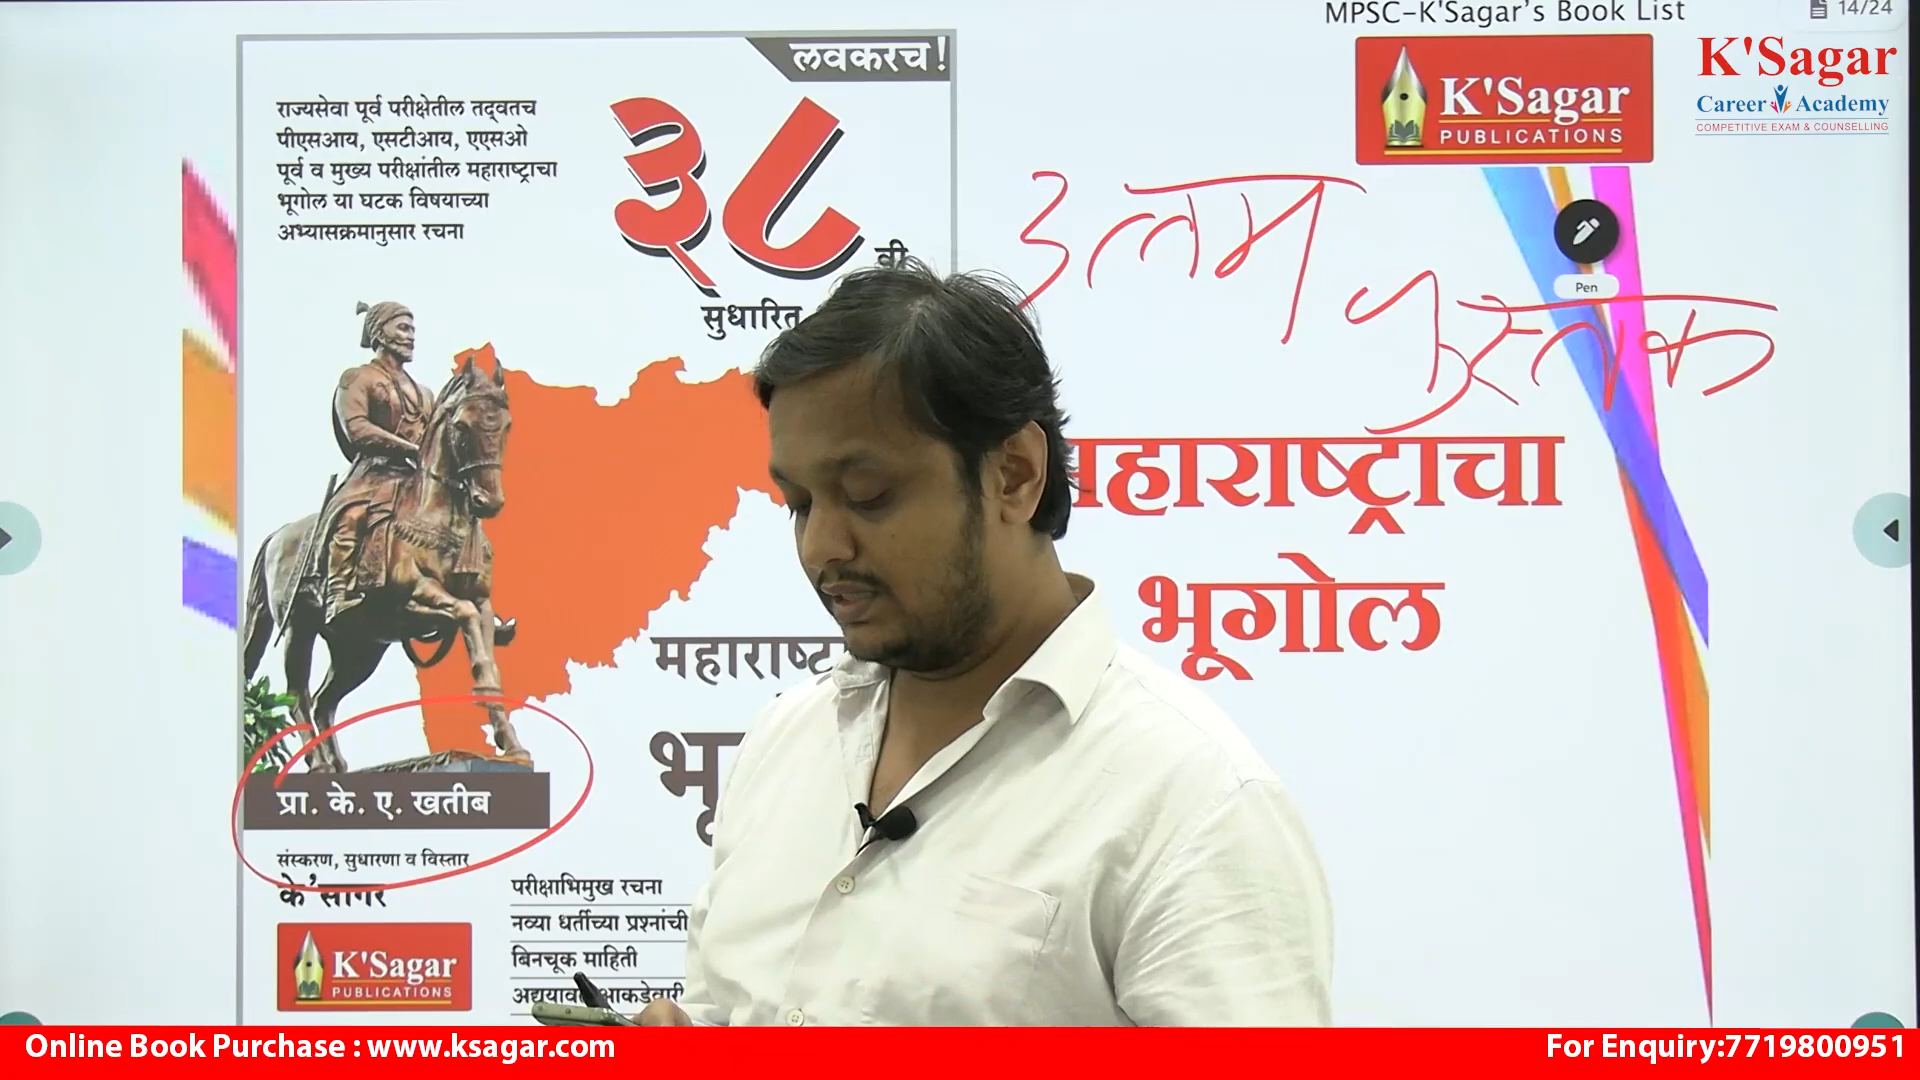 MPSC-K'Sagar's Book List
14/24
लवकरच!
K'Sagar
PUBLICATIONS
K'Sagar
Career Academy
COMPETITIVE EXAM & COUNSELLING
राज्यसेवा पूर्व परीक्षेतील तद्वतच
पीएसआय, एसटीआय, एएसओ
पूर्व व मुख्य परीक्षांतील महाराष्ट्राचा
भूगोल या घटक विषयाच्या
अभ्यासक्रमानुसार रचना
३८
वी
सुधारित
उत्तम
पुस्तक
Pen
महाराष्ट्राचा
भूगोल
प्रा. के. ए. खतीब
संस्करण, सुधारणा व विस्तार
के'सागर
K'Sagar
PUBLICATIONS
परीक्षाभिमुख रचना
नव्या धर्तीच्या प्रश्नांची
बिनचूक माहिती
Online Book Purchase : www.ksagar.com
For Enquiry:7719800951